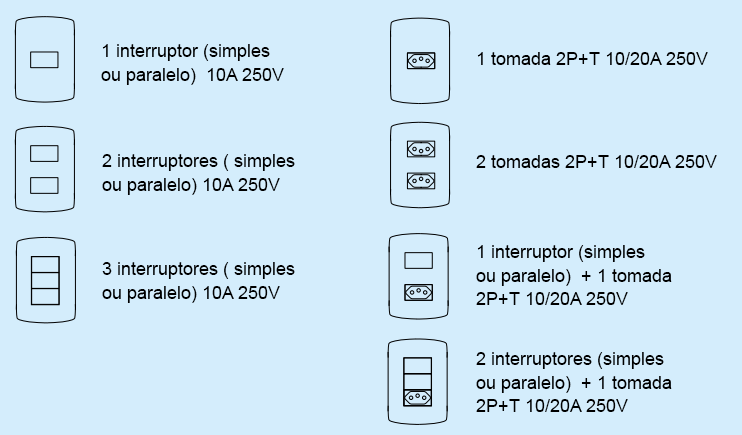 1 interruptor (simples
ou paralelo)  10A 250V
2 interruptores ( simples
ou paralelo) 10A 250V
3 interruptores ( simples
ou paralelo) 10A 250V
1 tomada 2P+T 10/20A 250V
2 tomadas 2P+T 10/20A 250V
1 interruptor (simples
ou paralelo)  + 1 tomada
2P+T 10/20A 250V
2 interruptores (simples
ou paralelo)  + 1 tomada
2P+T 10/20A 250V